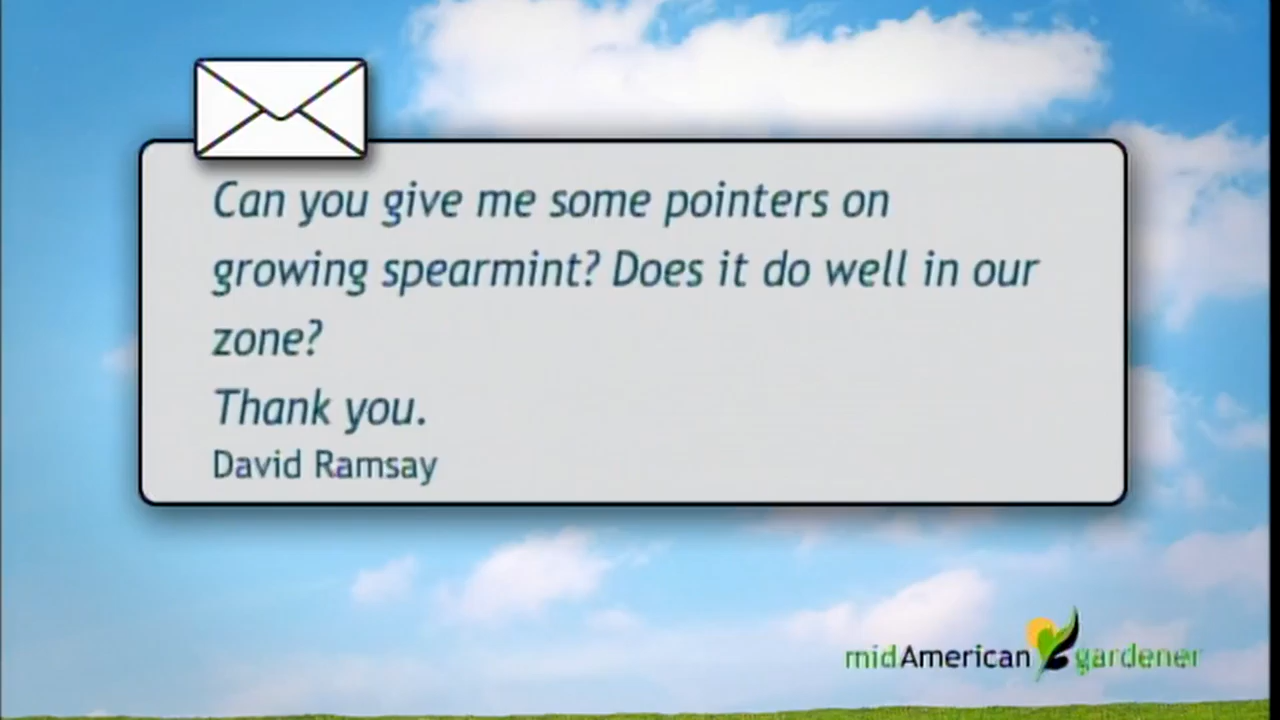 Can you give me some pointers on
growing spearmint? Does it do well in our
zone?
Thank you.
David Ramsay
midAmerican gardener